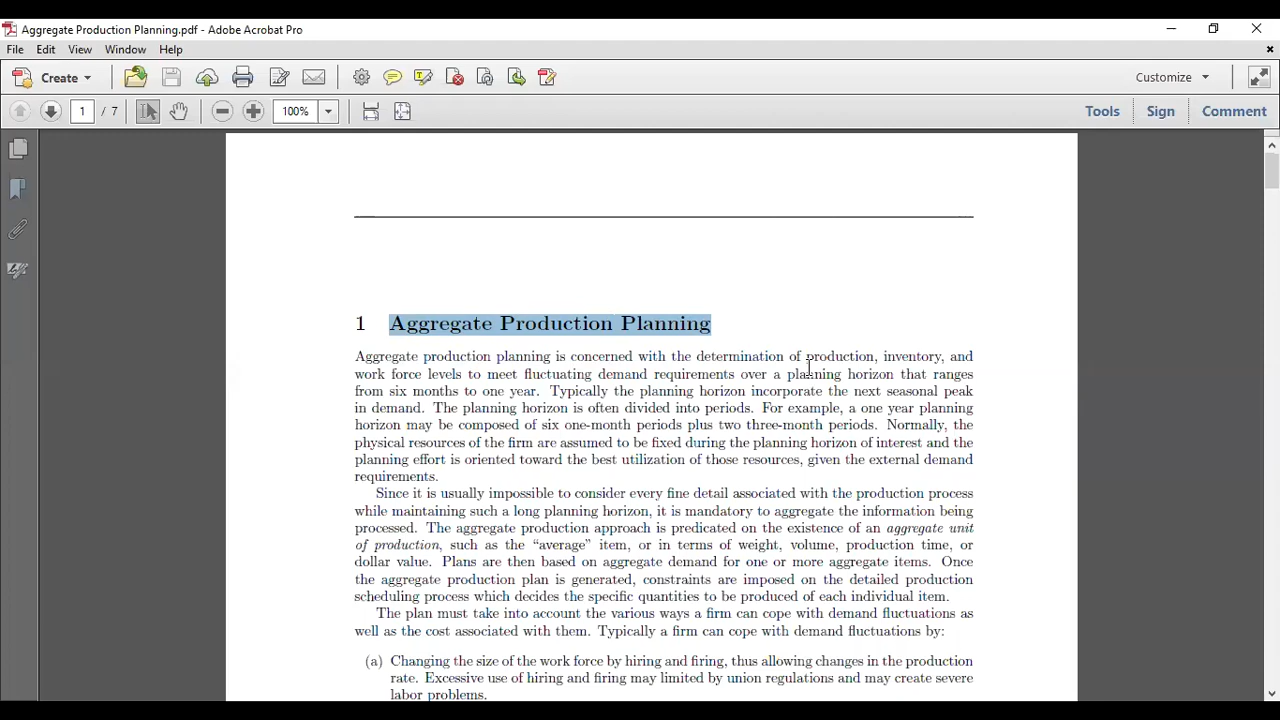 Aggregate Production Planning.pdf - Adobe Acrobat Pro
File Edit View Window Help
Create Customize
1 / 7 100% Tools Sign Comment
1 Aggregate Production Planning
Aggregate production planning is concerned with the determination of production, inventory, and
work force levels to meet fluctuating demand requirements over a planning horizon that ranges
from six months to one year. Typically the planning horizon incorporate the next seasonal peak
in demand. The planning horizon is often divided into periods. For example, a one year planning
horizon may be composed of six one-month periods plus two three-month periods. Normally, the
physical resources of the firm are assumed to be fixed during the planning horizon of interest and the
planning effort is oriented toward the best utilization of those resources, given the external demand
requirements.
Since it is usually impossible to consider every fine detail associated with the production process
while maintaining such a long planning horizon, it is mandatory to aggregate the information being
processed. The aggregate production approach is predicated on the existence of an aggregate unit
of production, such as the “average” item, or in terms of weight, volume, production time, or
dollar value. Plans are then based on aggregate demand for one or more aggregate items. Once
the aggregate production plan is generated, constraints are imposed on the detailed production
scheduling process which decides the specific quantities to be produced of each individual item.
The plan must take into account the various ways a firm can cope with demand fluctuations as
well as the cost associated with them. Typically a firm can cope with demand fluctuations by:
(a) Changing the size of the work force by hiring and firing, thus allowing changes in the production
rate. Excessive use of hiring and firing may limited by union regulations and may create severe
labor problems.